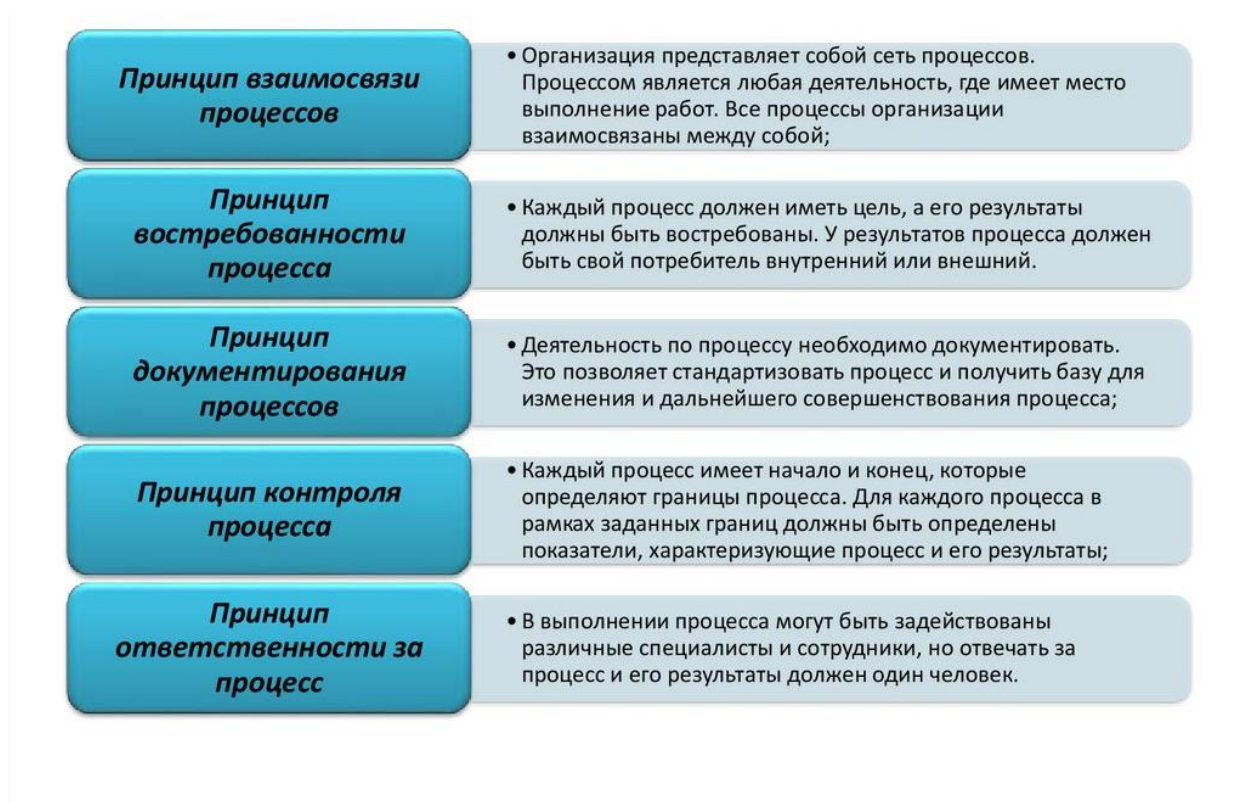 Принцип взаимосвязи
процессов
• Организация представляет собой сеть процессов.
Процессом является любая деятельность, где имеет место
выполнение работ. Все процессы организации
взаимосвязаны между собой;
Принцип
востребованности
процесса
• Каждый процесс должен иметь цель, а его результаты
должны быть востребованы. У результатов процесса должен
быть свой потребитель внутренний или внешний.
Принцип
документирования
процессов
• Деятельность по процессу необходимо документировать.
Это позволяет стандартизовать процесс и получить базу для
изменения и дальнейшего совершенствования процесса;
Принцип контроля
процесса
• Каждый процесс имеет начало и конец, которые
определяют границы процесса. Для каждого процесса в
рамках заданных границ должны быть определены
показатели, характеризующие процесс и его результаты;
Принцип
ответственности за
процесс
• В выполнении процесса могут быть задействованы
различные специалисты и сотрудники, но отвечать за
процесс и его результаты должен один человек.